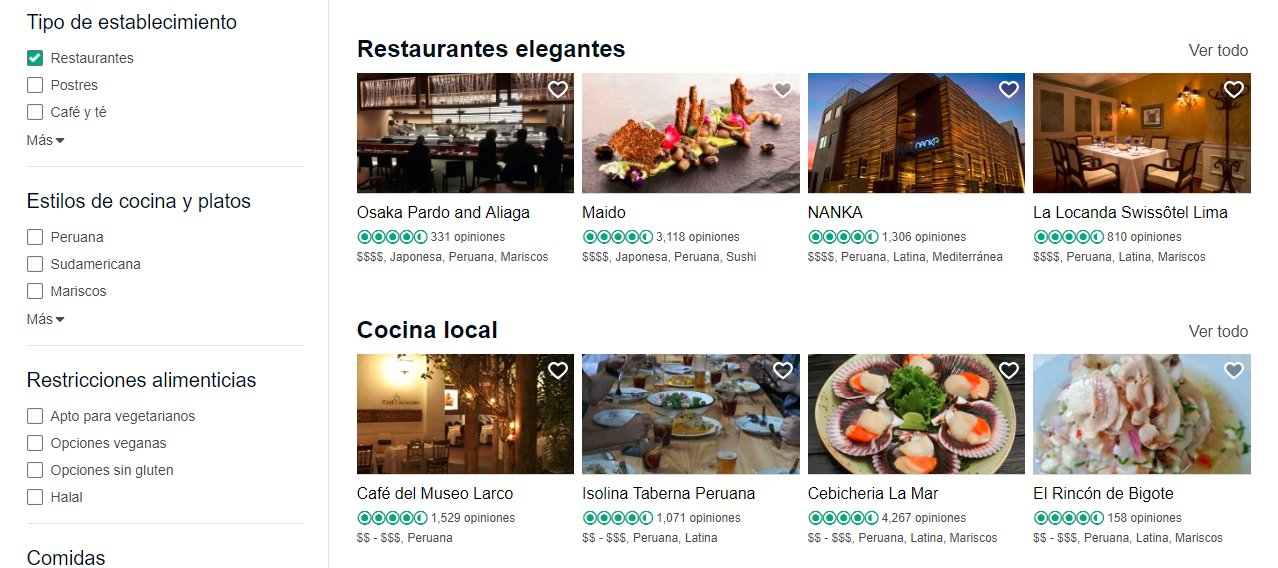 Tipo de establecimiento
Restaurantes
Postres
Café y té
Más
Estilos de cocina y platos
Peruana
Sudamericana
Mariscos
Más
Restricciones alimenticias
Apto para vegetarianos
Opciones veganas
Opciones sin gluten
Halal
Comidas
Restaurantes elegantes
Ver todo
NANKA
Osaka Pardo and Aliaga
331 opiniones
$$$$, Japonesa, Peruana, Mariscos
Maido
3,118 opiniones
$$$$, Japonesa, Peruana, Sushi
NANKA
1,306 opiniones
$$$$, Peruana, Latina, Mediterránea
La Locanda Swissôtel Lima
810 opiniones
$$$$, Peruana, Latina, Mariscos
Cocina local
Ver todo
Café del Museo Larco
1,529 opiniones
$$ - $$$, Peruana
Isolina Taberna Peruana
1,071 opiniones
$$ - $$$, Peruana, Latina
Cebicheria La Mar
4,267 opiniones
$$ - $$$, Peruana, Latina, Mariscos
El Rincón de Bigote
158 opiniones
$$ - $$$, Peruana, Latina, Mariscos